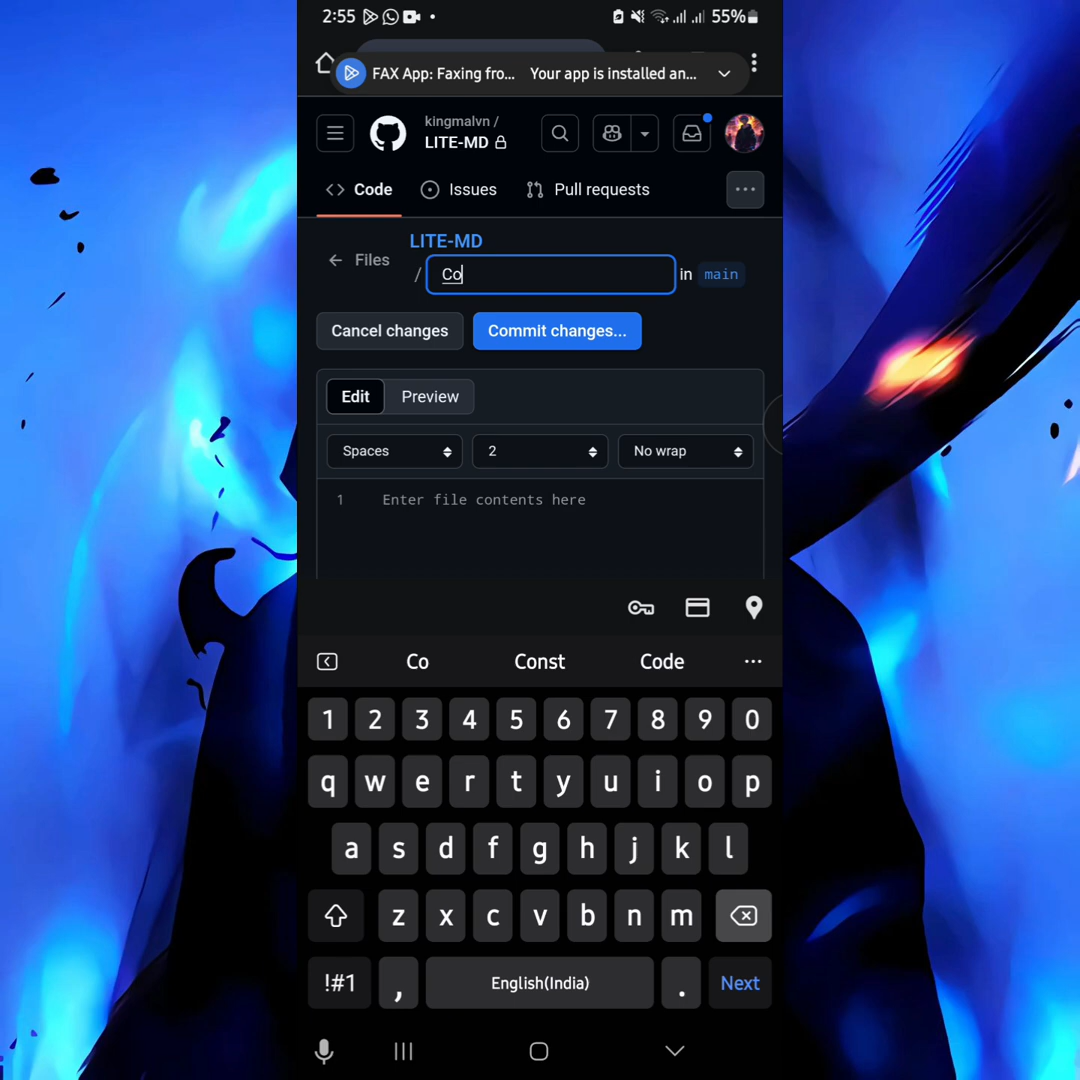 2:55 55%
FAX App: Faxing fro... Your app is installed an...
kingmalvn /
LITE-MD
Code Issues Pull requests
LITE-MD
Files / Co in main
Cancel changes Commit changes...
Edit Preview
Spaces 2 No wrap
1 Enter file contents here
Co Const Code ...
1 2 3 4 5 6 7 8 9 0
q w e r t y u i o p
a s d f g h j k l
z x c v b n m
!#1 , English(India) . Next